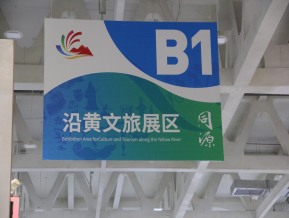 B1
沿黄文旅展区
Exhibition Area for Culture and Tourism along the Yellow River
同源